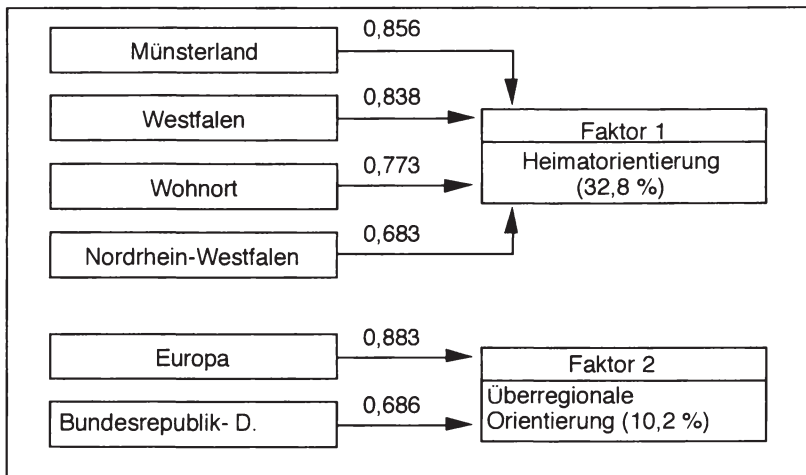 0,856
Münsterland
0,838
Westfalen
Faktor 1
Heimatorientierung
(32,8 %)
0,773
Wohnort
0,683
Nordrhein-Westfalen
0,883
Europa
Faktor 2
Überregionale
Orientierung (10,2 %)
0,686
Bundesrepublik- D.